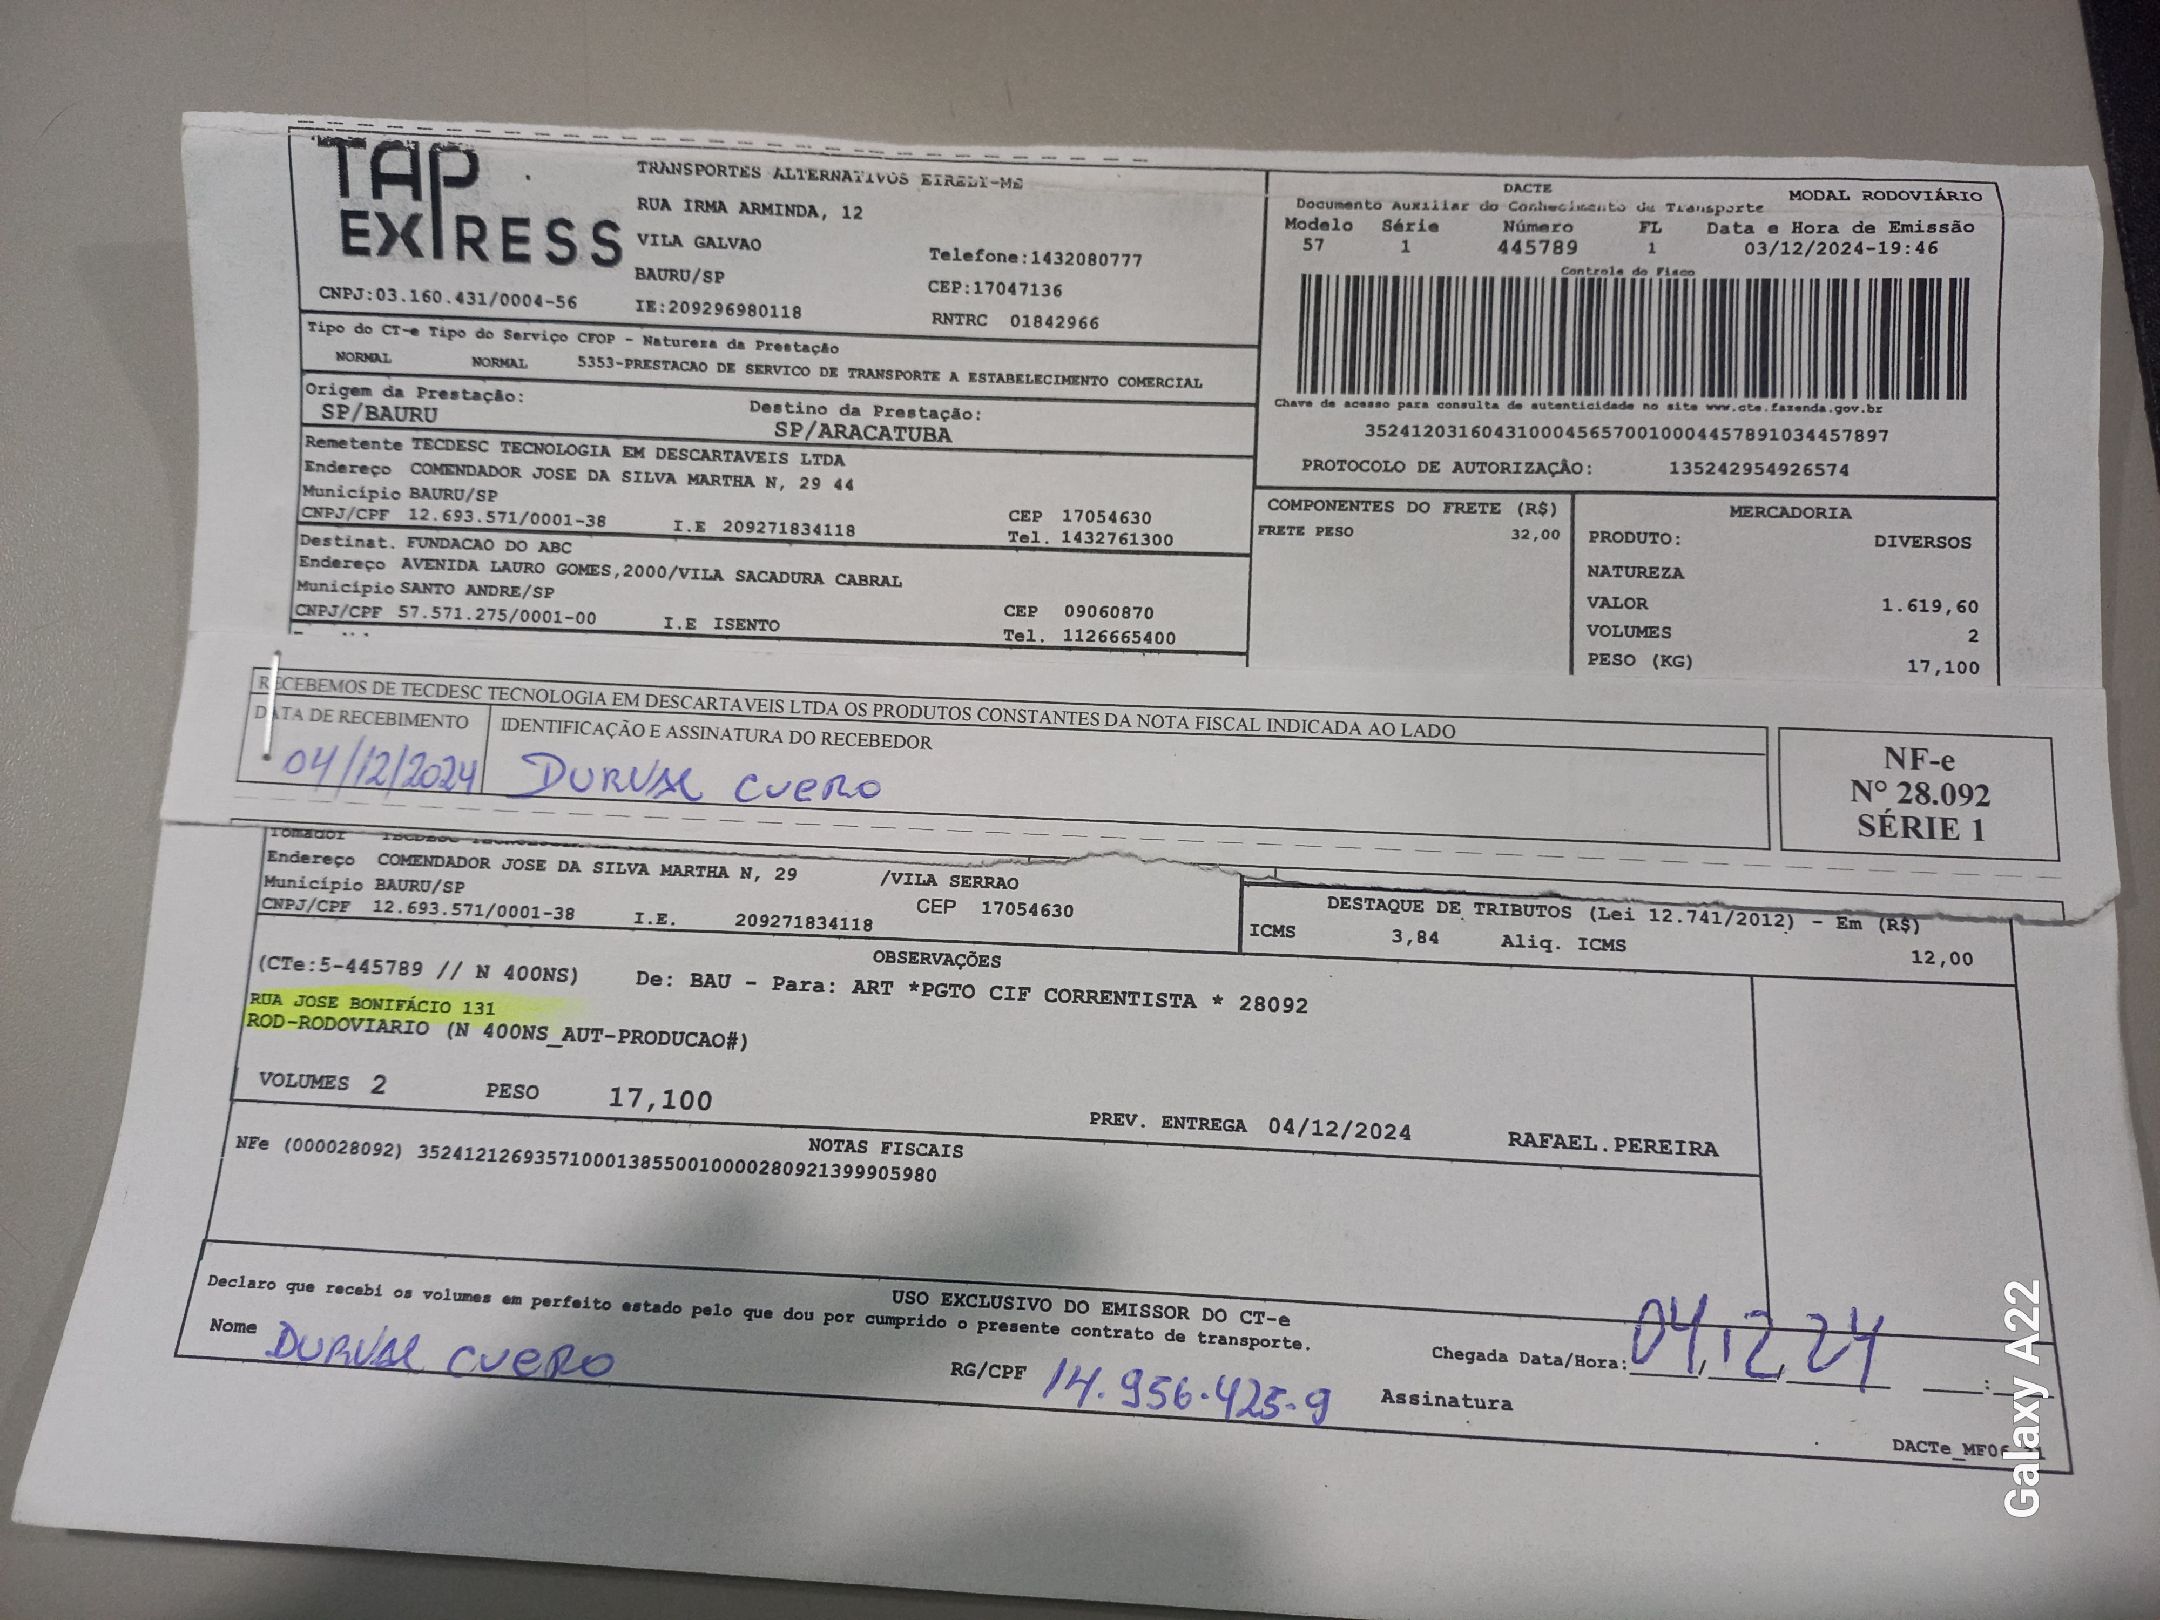 TAP EXPRESS
TRANSPORTES ALTERNATIVOS EIRELY-ME
RUA IRMA ARMINDA, 12
VILA GALVAO
Telefone:1432080777
BAURU/SP
CEP:17047136
CNPJ:03.160.431/0004-56
IE:209296980118
RNTRC 01842966
DACTE
MODAL RODOVIÁRIO
Documento Auxiliar do Conhecimento de Transporte
Modelo Série Número FL Data e Hora de Emissão
57 1 445789 1 03/12/2024-19:46
Controle do Fisco
Chave de acesso para consulta de autenticidade no site www.cte.fazenda.gov.br
35241203160431000456570010004457891034457897
PROTOCOLO DE AUTORIZAÇÃO: 135242954926574
Tipo do CT-e Tipo do Serviço CFOP - Natureza da Prestação
NORMAL NORMAL 5353-PRESTACAO DE SERVICO DE TRANSPORTE A ESTABELECIMENTO COMERCIAL
Origem da Prestação: Destino da Prestação:
SP/BAURU SP/ARACATUBA
Remetente TECDESC TECNOLOGIA EM DESCARTAVEIS LTDA
Endereço COMENDADOR JOSE DA SILVA MARTHA N, 29 44
Município BAURU/SP
CEP 17054630
CNPJ/CPF 12.693.571/0001-38 I.E 209271834118 Tel. 1432761300
Destinat. FUNDACAO DO ABC
Endereço AVENIDA LAURO GOMES,2000/VILA SACADURA CABRAL
Município SANTO ANDRE/SP
CEP 09060870
CNPJ/CPF 57.571.275/0001-00 I.E ISENTO Tel. 1126665400
COMPONENTES DO FRETE (R$)
FRETE PESO 32,00
MERCADORIA
PRODUTO: DIVERSOS
NATUREZA
VALOR 1.619,60
VOLUMES 2
PESO (KG) 17,100
RECEBEMOS DE TECDESC TECNOLOGIA EM DESCARTAVEIS LTDA OS PRODUTOS CONSTANTES DA NOTA FISCAL INDICADA AO LADO
DATA DE RECEBIMENTO IDENTIFICAÇÃO E ASSINATURA DO RECEBEDOR
04/12/2024 DURVAL CUERO
NF-e
N° 28.092
SÉRIE 1
Tomador
Endereço COMENDADOR JOSE DA SILVA MARTHA N, 29 /VILA SERRAO
Município BAURU/SP
CEP 17054630
CNPJ/CPF 12.693.571/0001-38 I.E. 209271834118
DESTAQUE DE TRIBUTOS (Lei 12.741/2012) - Em (R$)
ICMS 3,84 Aliq. ICMS 12,00
OBSERVAÇÕES
(CTe:5-445789 // N 400NS) De: BAU - Para: ART *PGTO CIF CORRENTISTA * 28092
RUA JOSE BONIFÁCIO 131
ROD-RODOVIARIO (N 400NS_AUT-PRODUCAO#)
VOLUMES 2 PESO 17,100
PREV. ENTREGA 04/12/2024 RAFAEL.PEREIRA
NOTAS FISCAIS
NFe (000028092) 35241212693571000138550010000280921399905980
USO EXCLUSIVO DO EMISSOR DO CT-e
Declaro que recebi os volumes em perfeito estado pelo que dou por cumprido o presente contrato de transporte.
Nome DURVAL CUERO
RG/CPF 14.956.425-9
Chegada Data/Hora: 04,12,24 :
Assinatura
DACTe_MF06
Galaxy A22